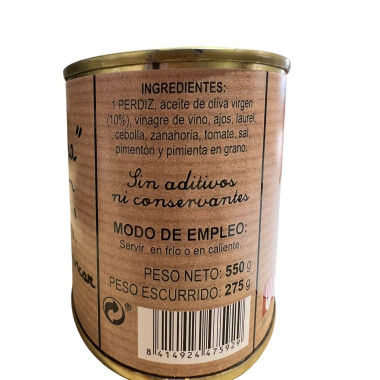 INGREDIENTES:
1 PERDIZ, aceite de oliva virgen
(10%), vinagre de vino, ajos, laurel,
cebolla, zanahoria, tomate, sal,
pimentón y pimienta en grano.
Sin aditivos
ni conservantes
MODO DE EMPLEO:
Servir en frío o en caliente.
PESO NETO: 550 g
PESO ESCURRIDO: 275 g
8 414924 475929